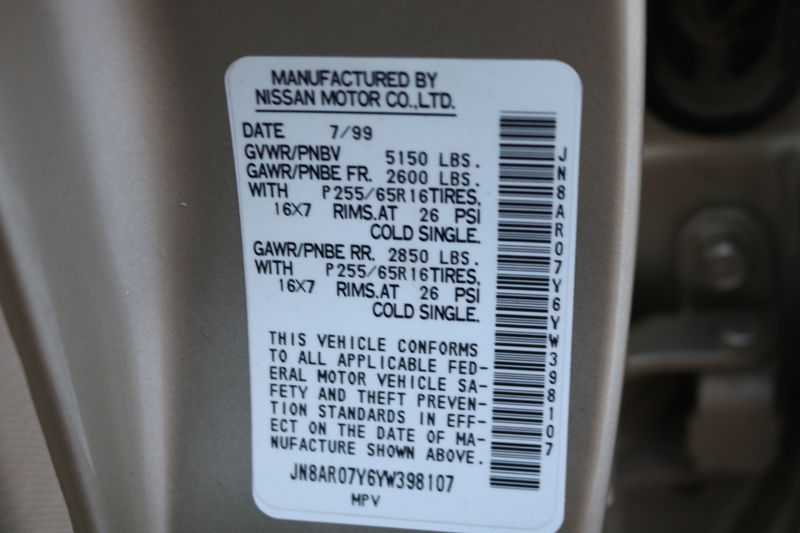 MANUFACTURED BY
NISSAN MOTOR CO.,LTD.
DATE 7/99
GVWR/PNBV 5150 LBS.
GAWR/PNBE FR. 2600 LBS.
WITH P255/65R16TIRES,
16X7 RIMS.AT 26 PSI
COLD SINGLE.
GAWR/PNBE RR. 2850 LBS.
WITH P255/65R16TIRES,
16X7 RIMS.AT 26 PSI
COLD SINGLE.
THIS VEHICLE CONFORMS
TO ALL APPLICABLE FED-
ERAL MOTOR VEHICLE SA-
FETY AND THEFT PREVEN-
TION STANDARDS IN EFF-
ECT ON THE DATE OF MA-
NUFACTURE SHOWN ABOVE.
JN8AR07Y6YW398107
MPV
JN8AR07Y6YW398107